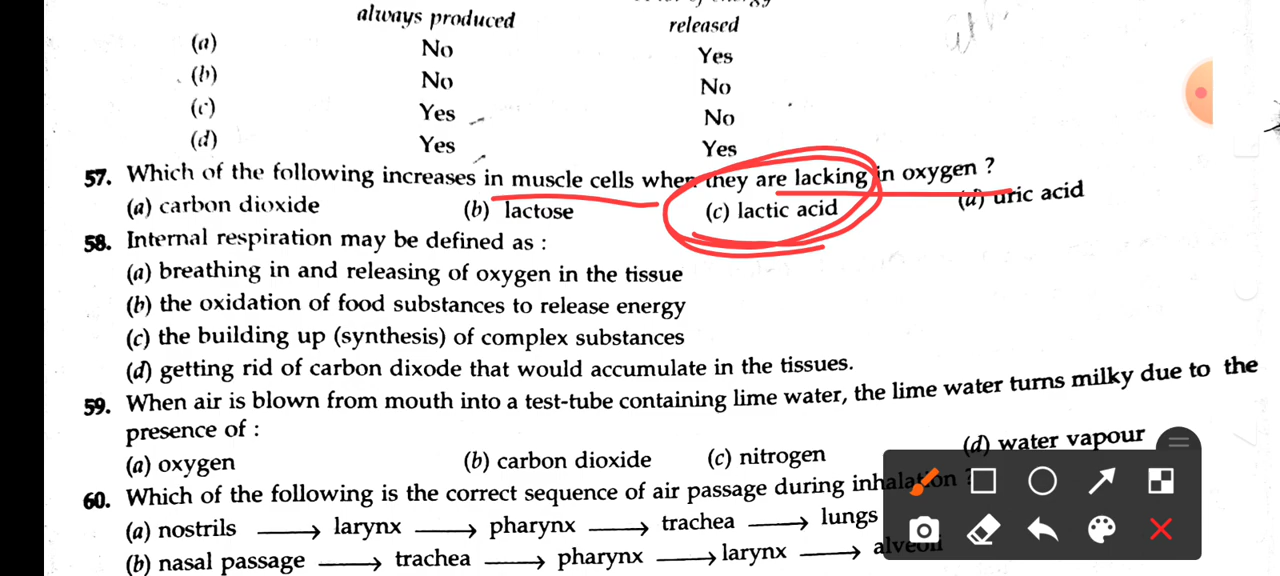 always produced
released
(a) No Yes
(b) No No
(c) Yes No
(d) Yes Yes
57. Which of the following increases in muscle cells when they are lacking in oxygen ?
(a) carbon dioxide (b) lactose (c) lactic acid (d) uric acid
58. Internal respiration may be defined as :
(a) breathing in and releasing of oxygen in the tissue
(b) the oxidation of food substances to release energy
(c) the building up (synthesis) of complex substances
(d) getting rid of carbon dixode that would accumulate in the tissues.
59. When air is blown from mouth into a test-tube containing lime water, the lime water turns milky due to the
presence of :
(a) oxygen (b) carbon dioxide (c) nitrogen (d) water vapour
60. Which of the following is the correct sequence of air passage during inhalation ?
(a) nostrils → larynx → pharynx → trachea → lungs
(b) nasal passage → trachea → pharynx → larynx → alveoli